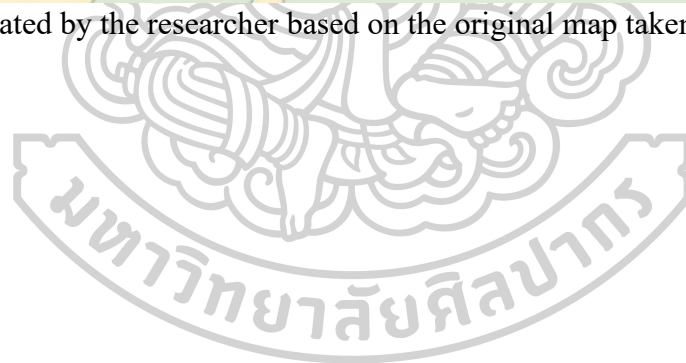 ated by the researcher based on the original map taken
มหาวิทยาลัยศิลปากร